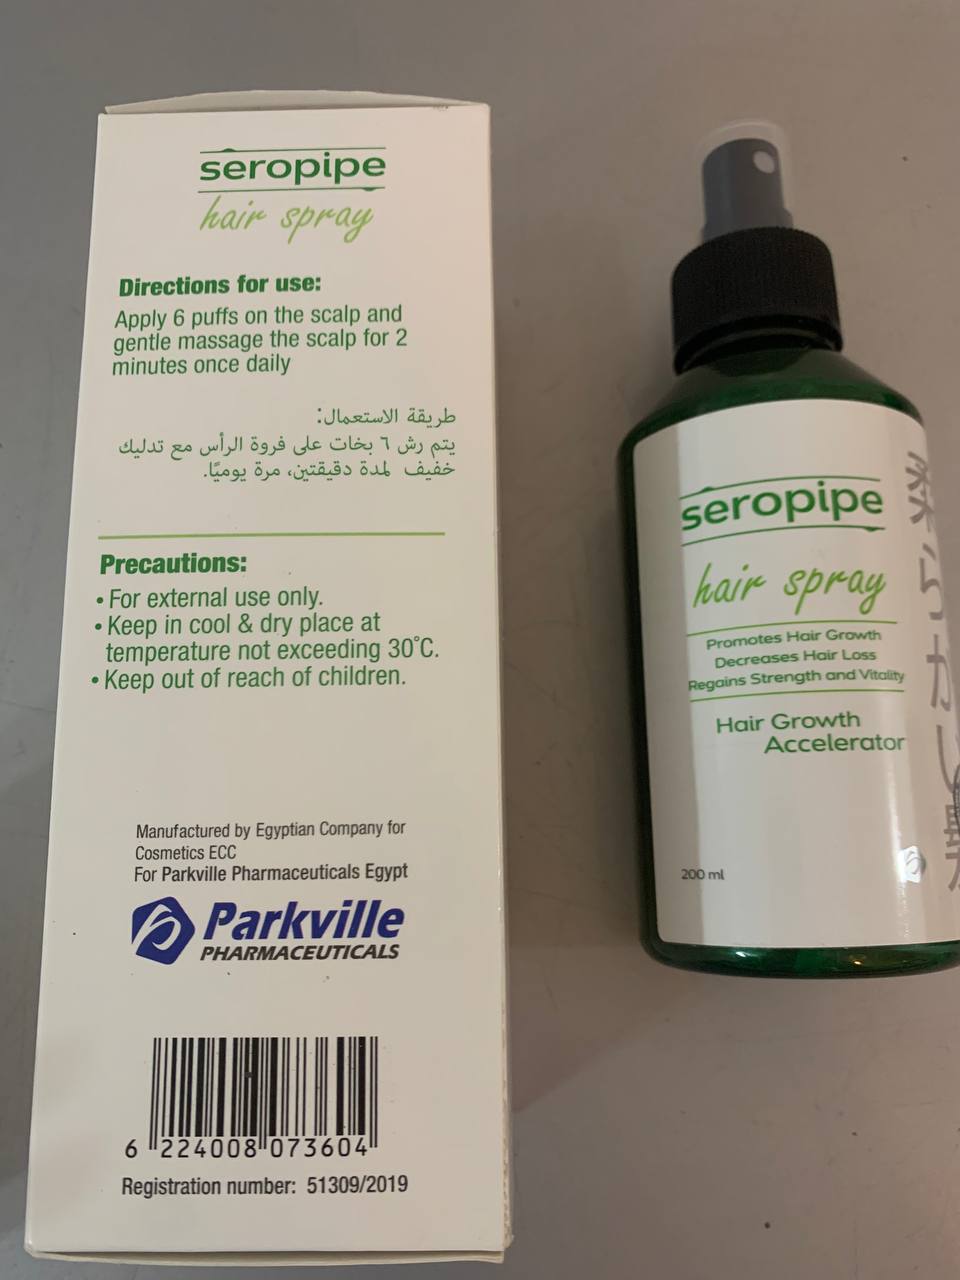 seropipe
hair spray
Directions for use:
Apply 6 puffs on the scalp and
gentle massage the scalp for 2
minutes once daily
طريقة الاستعمال:
يتم رش ٦ بخات على فروة الرأس مع تدليك
خفيف لمدة دقيقتين، مرة يوميًا.
Precautions:
• For external use only.
• Keep in cool & dry place at
temperature not exceeding 30°C.
• Keep out of reach of children.
Manufactured by Egyptian Company for
Cosmetics ECC
For Parkville Pharmaceuticals Egypt
Parkville
PHARMACEUTICALS
6 224008 073604
Registration number: 51309/2019
seropipe
hair spray
Promotes Hair Growth
Decreases Hair Loss
Regains Strength and Vitality
Hair Growth
Accelerator
200 ml